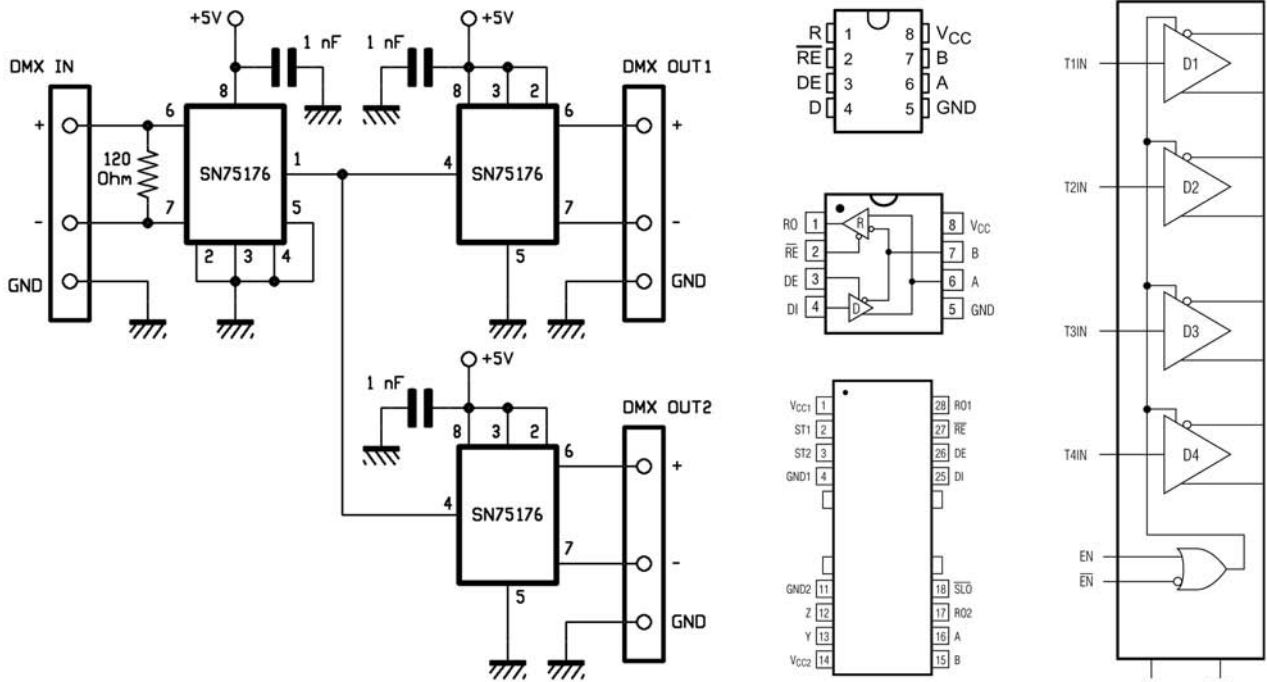 +5V
1 nF
DMX IN
8
6
+
120
Ohm
SN75176
1
-
7
5
2
3
4
GND
+5V
1 nF
DMX OUT1
8
3
2
6
+
4
SN75176
7
-
5
GND
+5V
1 nF
DMX OUT2
8
3
2
6
+
4
SN75176
7
-
5
GND
R 1 8 VCC
RE 2 7 B
DE 3 6 A
D 4 5 GND
RO 1 R 8 VCC
RE 2 7 B
DE 3 6 A
DI 4 D 5 GND
VCC1 1 28 RO1
ST1 2 27 RE
ST2 3 26 DE
GND1 4 25 DI
GND2 11 18 SLO
Z 12 17 RO2
Y 13 16 A
VCC2 14 15 B
T1IN D1
T2IN D2
T3IN D3
T4IN D4
EN
EN